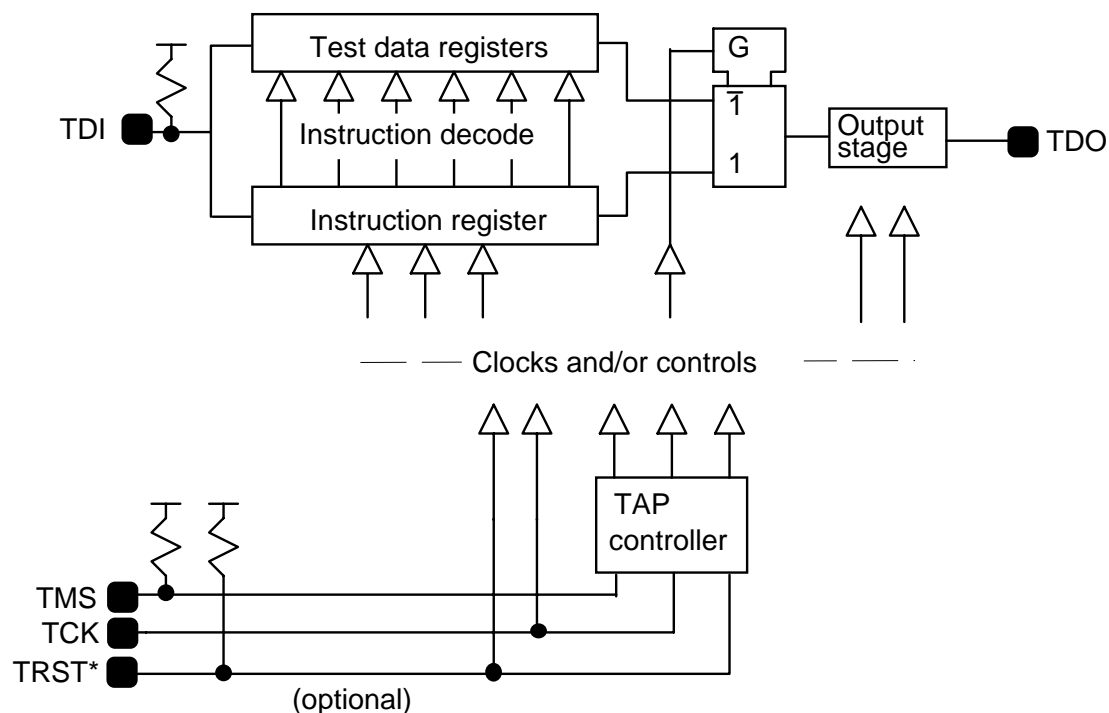 Test data registers
G
TDI
Instruction decode
1̅
Output
stage
TDO
1
Instruction register
Clocks and/or controls
TAP
controller
TMS
TCK
TRST*
(optional)